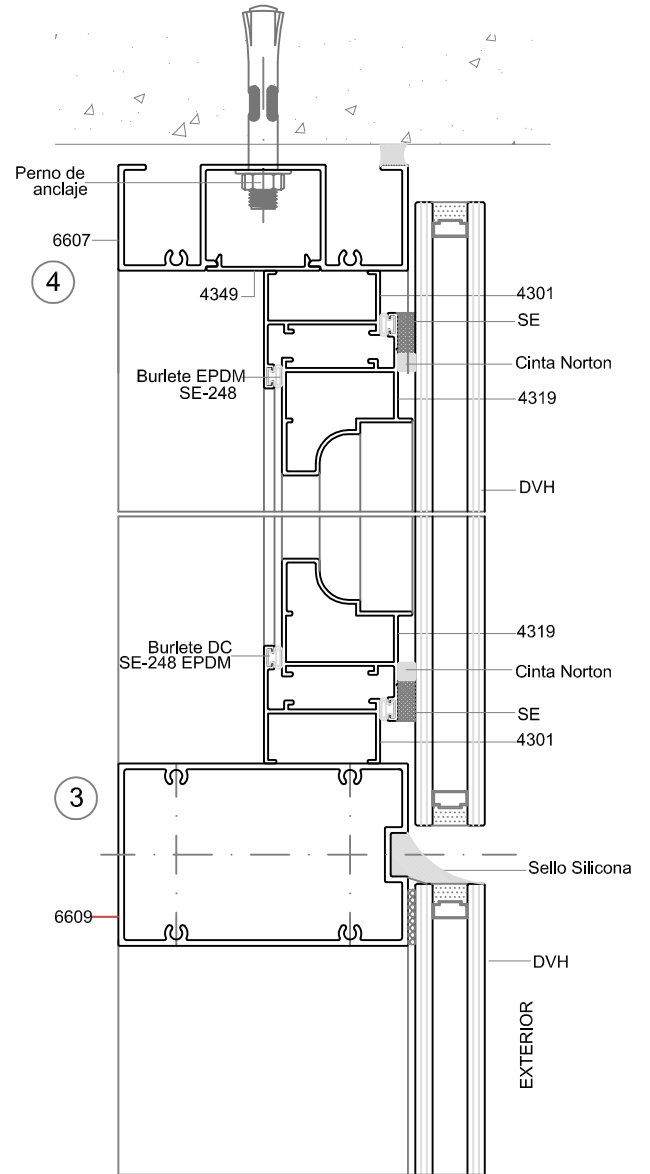 Perno de
anclaje
6607
4
4349
4301
SE
Burlete EPDM
SE-248
Cinta Norton
4319
DVH
4319
Burlete DC
SE-248 EPDM
Cinta Norton
SE
4301
3
Sello Silicona
6609
DVH
EXTERIOR